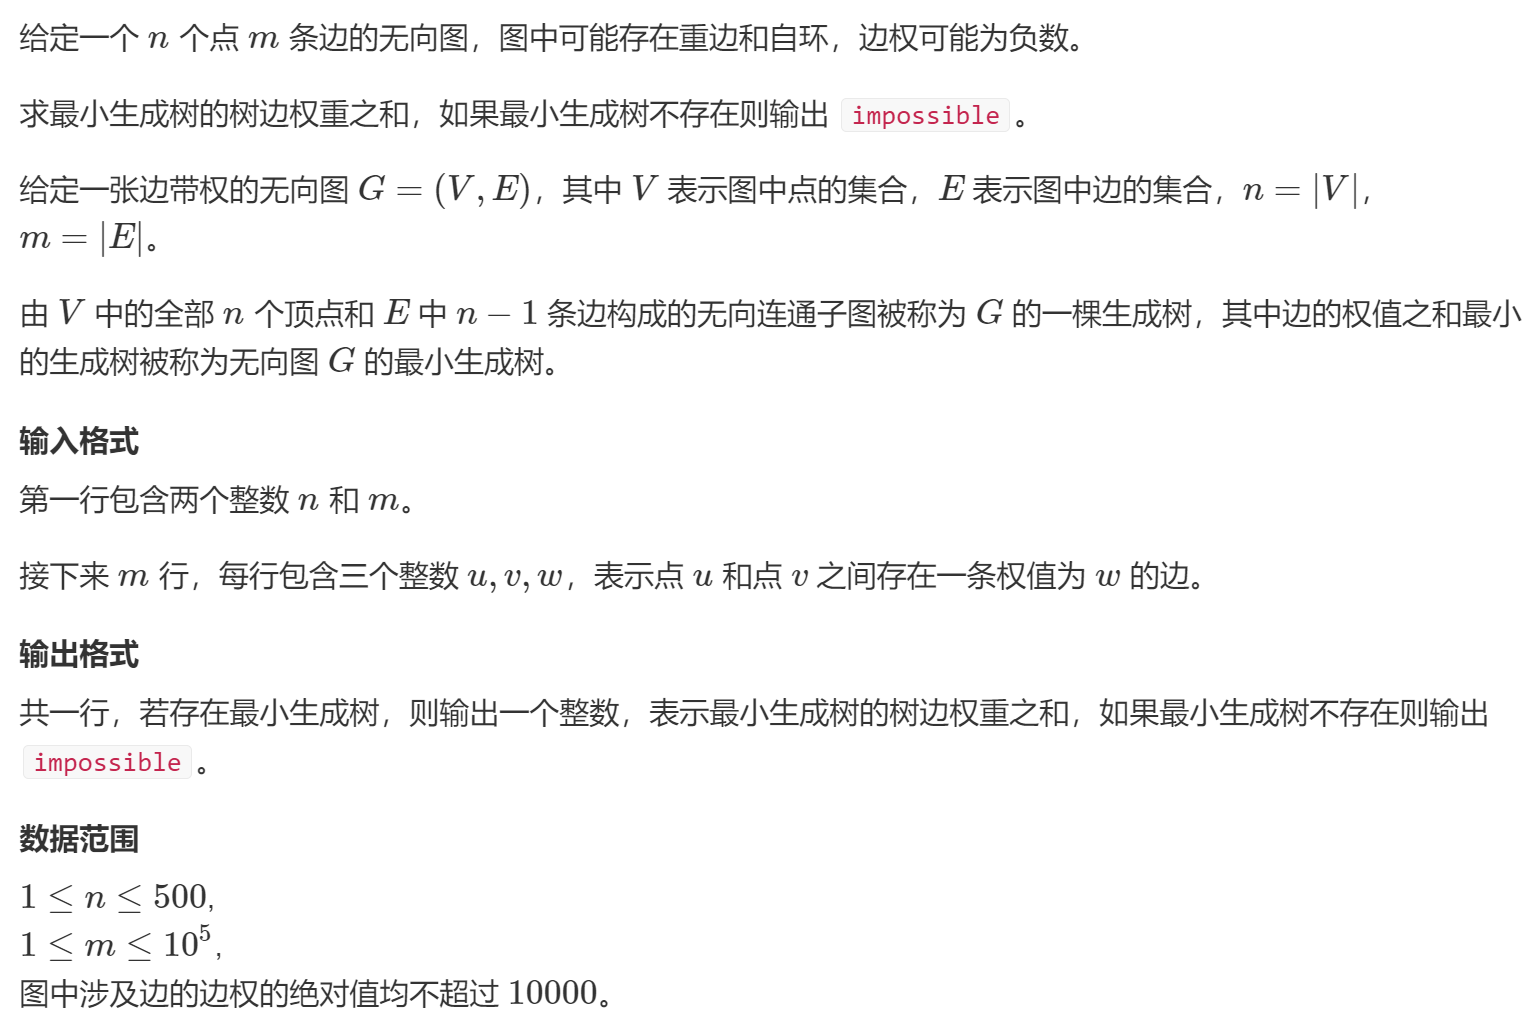 给定一个 n 个点 m 条边的无向图，图中可能存在重边和自环，边权可能为负数。
求最小生成树的树边权重之和，如果最小生成树不存在则输出 impossible 。
给定一张边带权的无向图 G = (V, E)，其中 V 表示图中点的集合，E 表示图中边的集合，n = |V|，
m = |E|。
由 V 中的全部 n 个顶点和 E 中 n − 1 条边构成的无向连通子图被称为 G 的一棵生成树，其中边的权值之和最小
的生成树被称为无向图 G 的最小生成树。
输入格式
第一行包含两个整数 n 和 m。
接下来 m 行，每行包含三个整数 u, v, w，表示点 u 和点 v 之间存在一条权值为 w 的边。
输出格式
共一行，若存在最小生成树，则输出一个整数，表示最小生成树的树边权重之和，如果最小生成树不存在则输出
impossible 。
数据范围
1 ≤ n ≤ 500,
1 ≤ m ≤ 10⁵,
图中涉及边的边权的绝对值均不超过 10000。